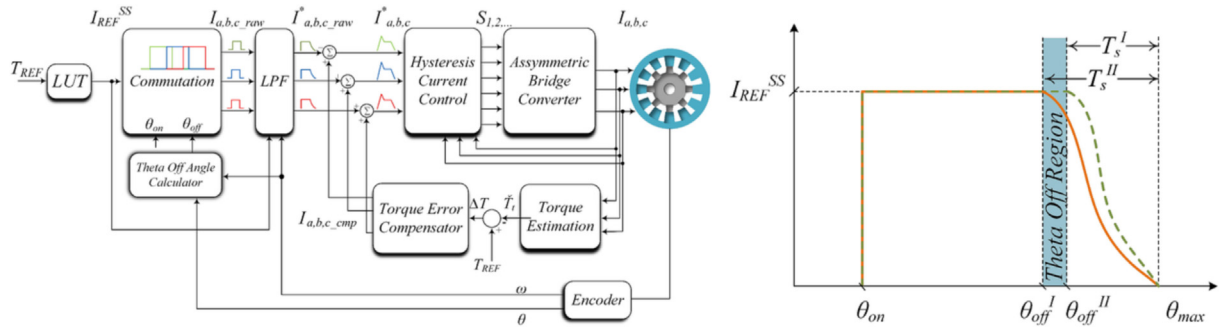 I_REF^SS
I_a,b,c_raw
I*_a,b,c_raw
I*_a,b,c
S_1,2,...
I_a,b,c
T_REF
LUT
Commutation
θ_on
θ_off
LPF
Σ
Σ
Σ
Hysteresis
Current
Control
Assymmetric
Bridge
Converter
Theta Off Angle
Calculator
I_a,b,c_cmp
Torque Error
Compensator
ΔT
Ť_t
Torque
Estimation
T_REF
ω
θ
Encoder
T_s^I
T_s^II
I_REF^SS
Theta Off Region
θ_on
θ_off^I
θ_off^II
θ_max